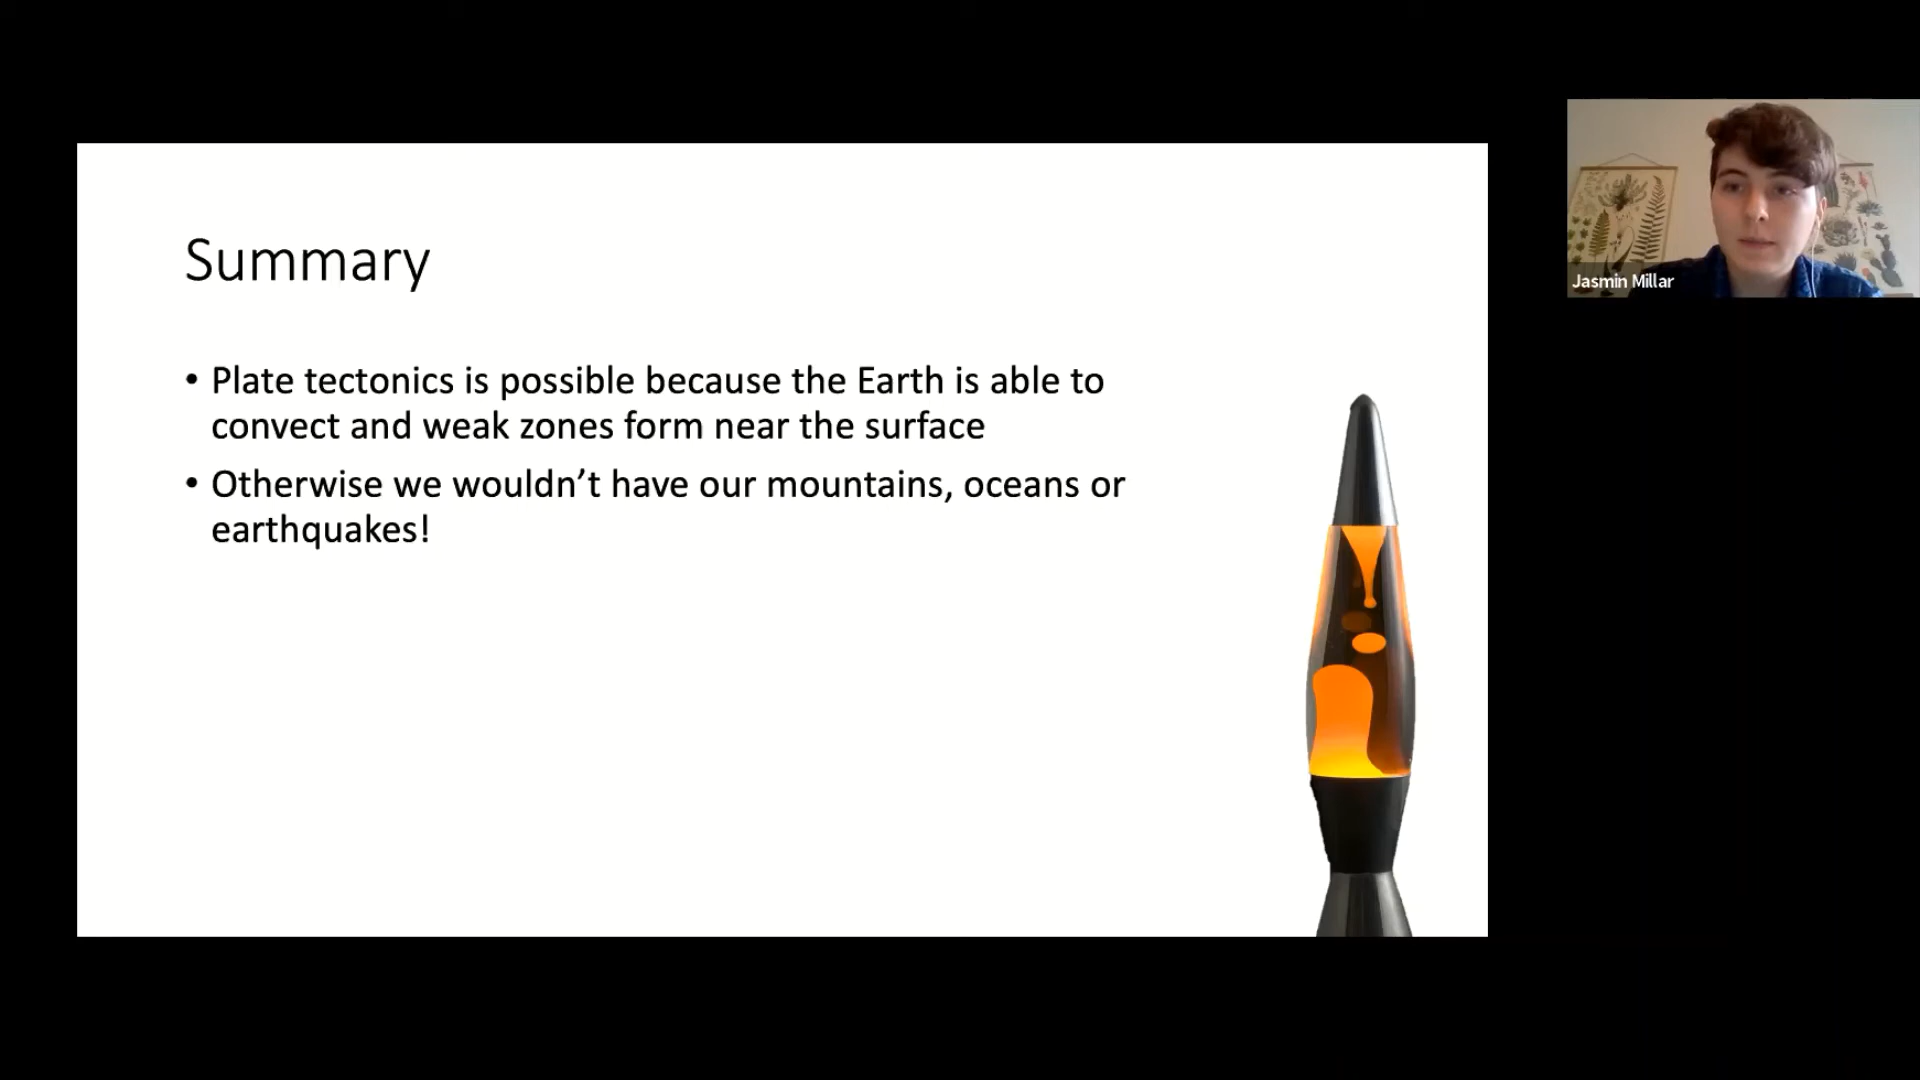 Summary
• Plate tectonics is possible because the Earth is able to
convect and weak zones form near the surface
• Otherwise we wouldn’t have our mountains, oceans or
earthquakes!
Jasmin Millar